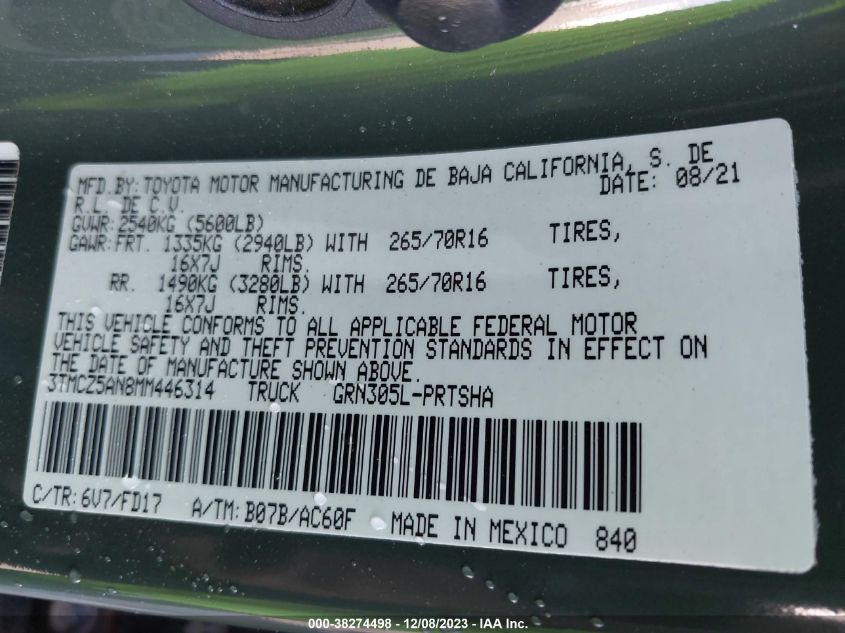 MFD.BY: TOYOTA MOTOR MANUFACTURING DE BAJA CALIFORNIA, S. DE
R.L. DE C.V. DATE: 08/21
GVWR: 2540KG (5600LB)
GAWR: FRT. 1335KG (2940LB) WITH 265/70R16 TIRES,
16X7J RIMS.
RR. 1490KG (3280LB) WITH 265/70R16 TIRES,
16X7J RIMS.
THIS VEHICLE CONFORMS TO ALL APPLICABLE FEDERAL MOTOR
VEHICLE SAFETY AND THEFT PREVENTION STANDARDS IN EFFECT ON
THE DATE OF MANUFACTURE SHOWN ABOVE.
3TMCZ5AN8MM446314 TRUCK GRN305L-PRTSHA
C/TR: 6V7/FD17 A/TM: B07B/AC60F MADE IN MEXICO 840
000-38274498 - 12/08/2023 - IAA Inc.